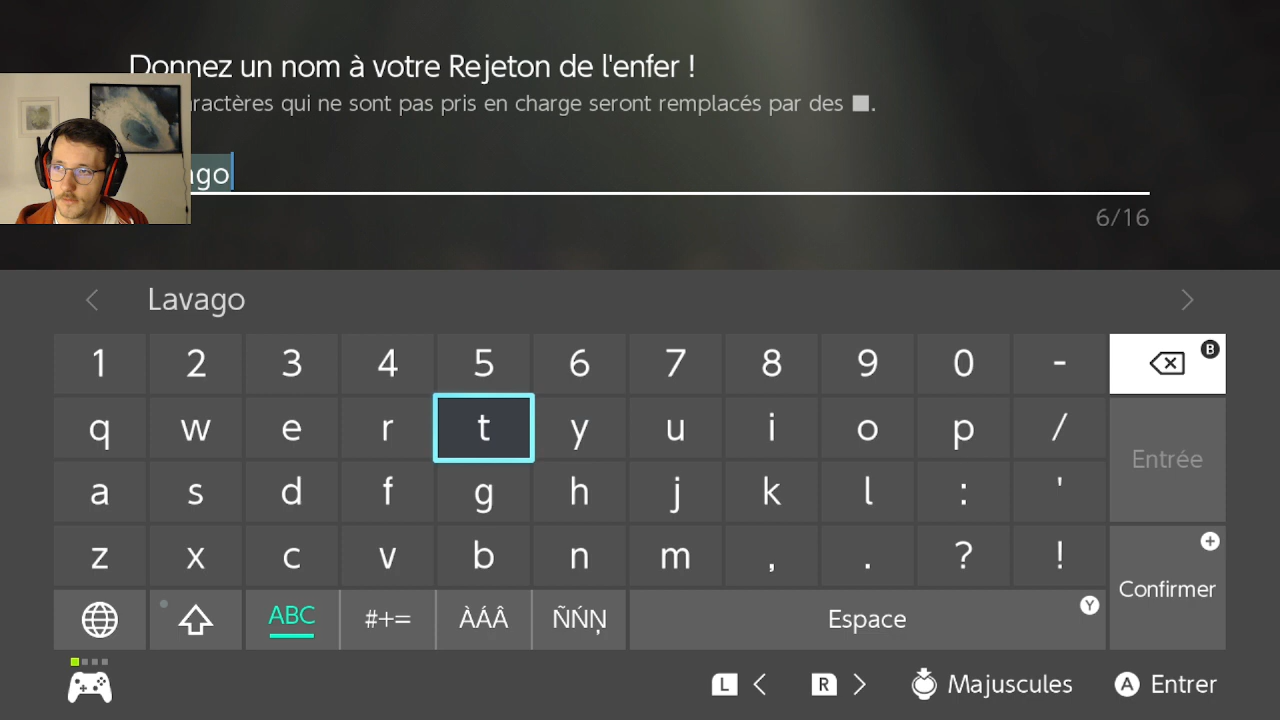 Donnez un nom à votre Rejeton de l'enfer !
ractères qui ne sont pas pris en charge seront remplacés par des ■.
ago
6/16
Lavago
1 2 3 4 5 6 7 8 9 0 -
B
q w e r t y u i o p /
Entrée
a s d f g h j k l : '
z x c v b n m , . ? !
+
Confirmer
ABC #+= ÀÁÂ ÑŃŅ Espace Y
L < R > Majuscules A Entrer